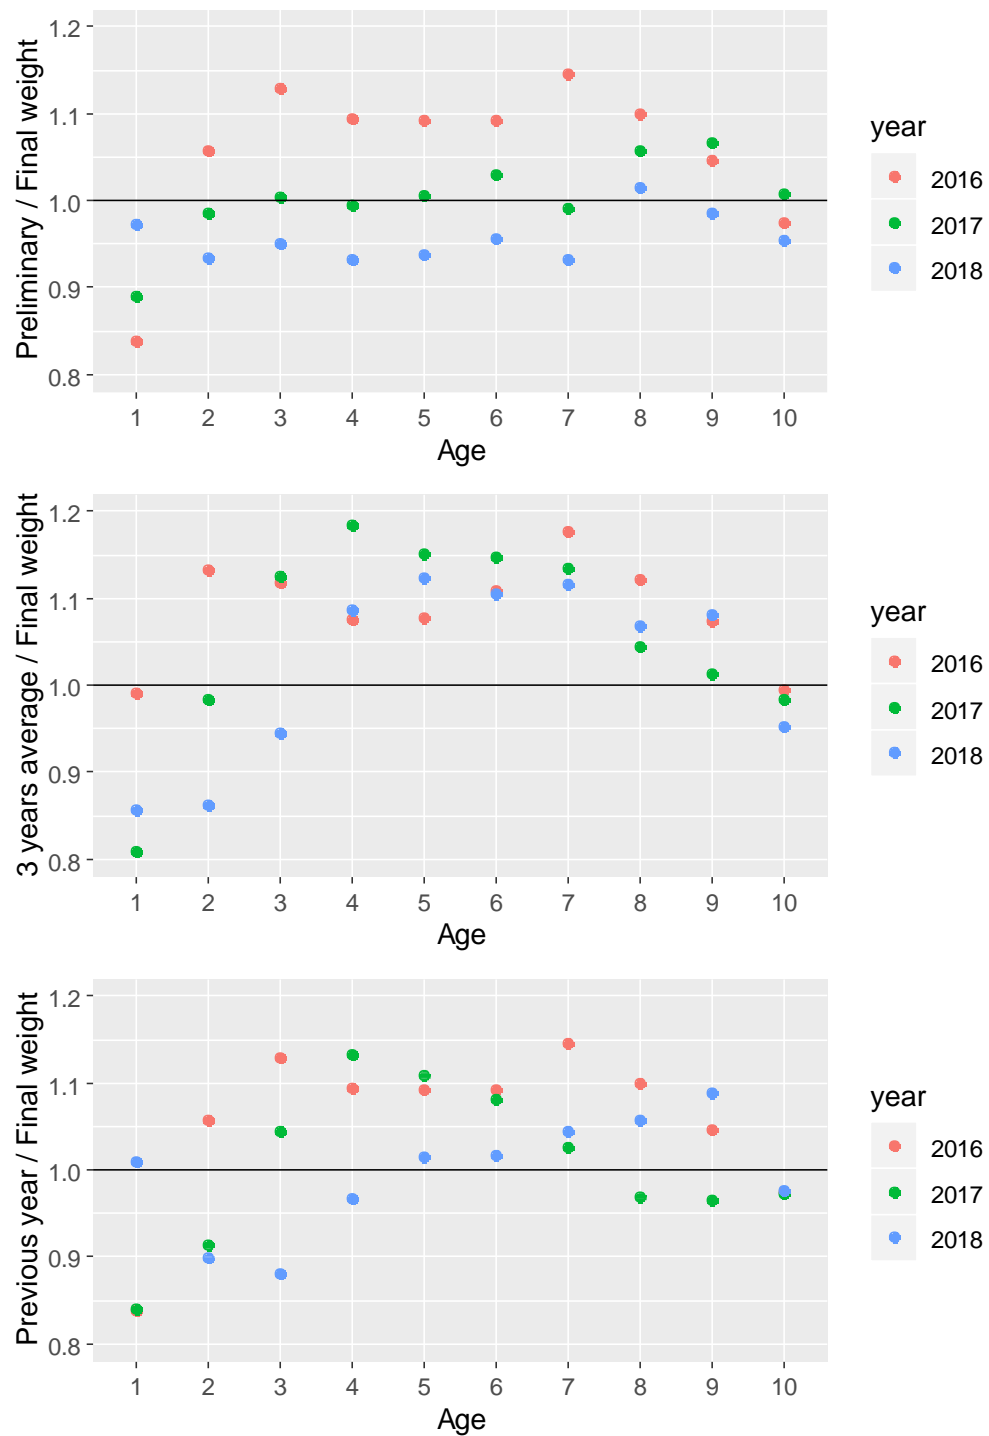 Preliminary / Final weight
1.2
1.1
1.0
0.9
0.8
1 2 3 4 5 6 7 8 9 10
Age
year
2016
2017
2018
3 years average / Final weight
1.2
1.1
1.0
0.9
0.8
1 2 3 4 5 6 7 8 9 10
Age
year
2016
2017
2018
Previous year / Final weight
1.2
1.1
1.0
0.9
0.8
1 2 3 4 5 6 7 8 9 10
Age
year
2016
2017
2018